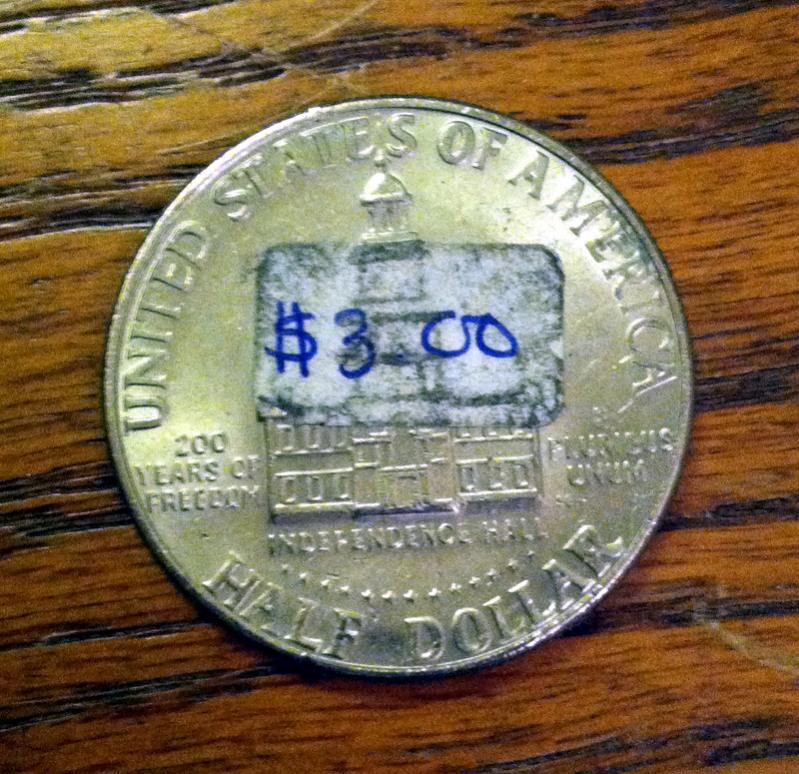 UNITED STATES OF AMERICA
$3.00
200
YEARS OF
FREEDOM
E
PLURIBUS
UNUM
INDEPENDENCE HALL
HALF DOLLAR